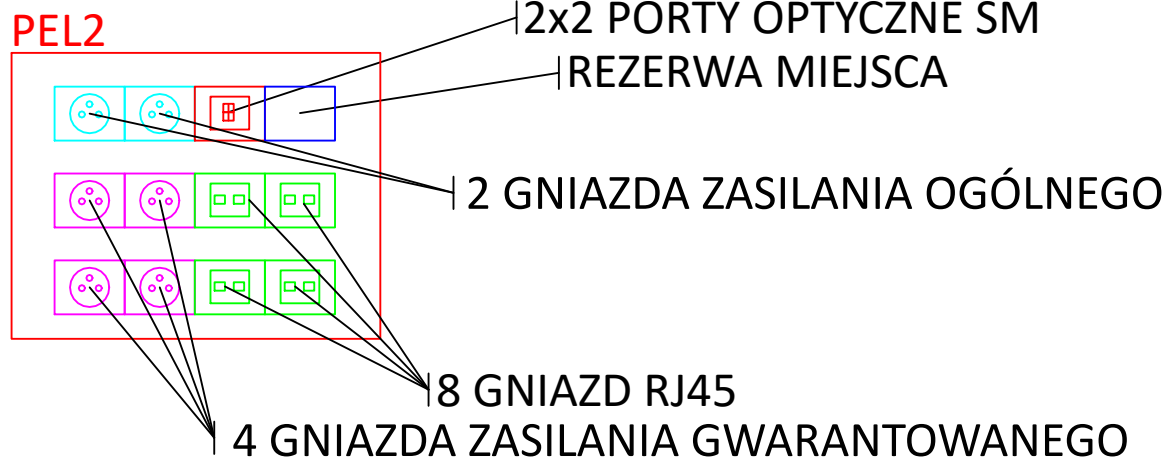 PEL2
2x2 PORTY OPTYCZNE SM
REZERWA MIEJSCA
2 GNIAZDA ZASILANIA OGÓLNEGO
8 GNIAZD RJ45
4 GNIAZDA ZASILANIA GWARANTOWANEGO